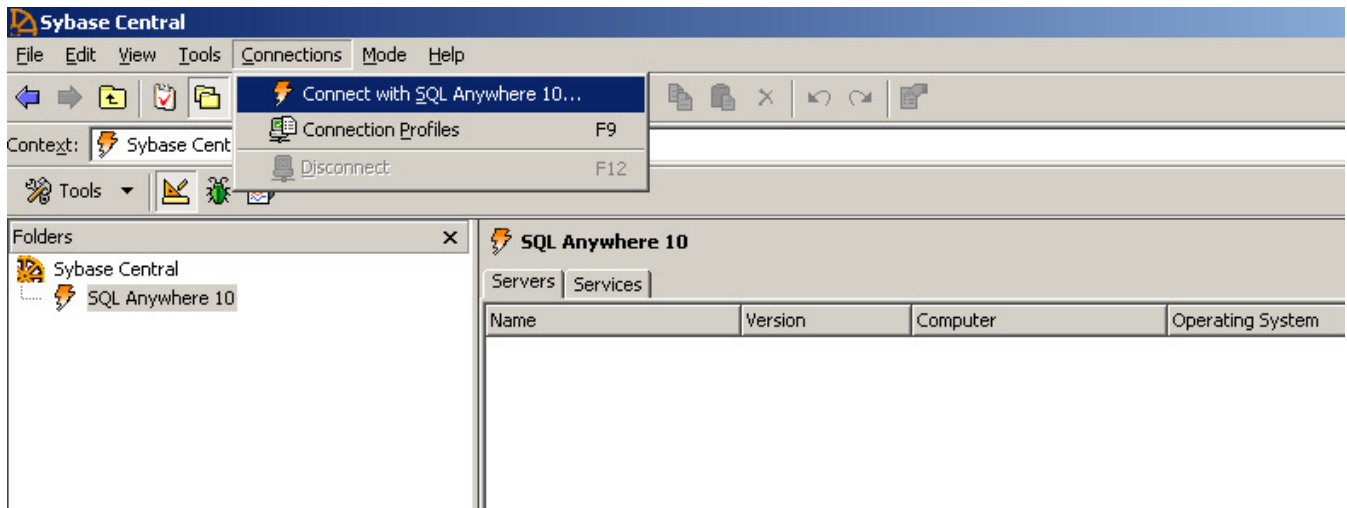 Sybase Central
File Edit View Tools Connections Mode Help
Connect with SQL Anywhere 10...
Connection Profiles F9
Disconnect F12
Context: Sybase Cent
Tools
Folders
Sybase Central
SQL Anywhere 10
SQL Anywhere 10
Servers Services
Name Version Computer Operating System